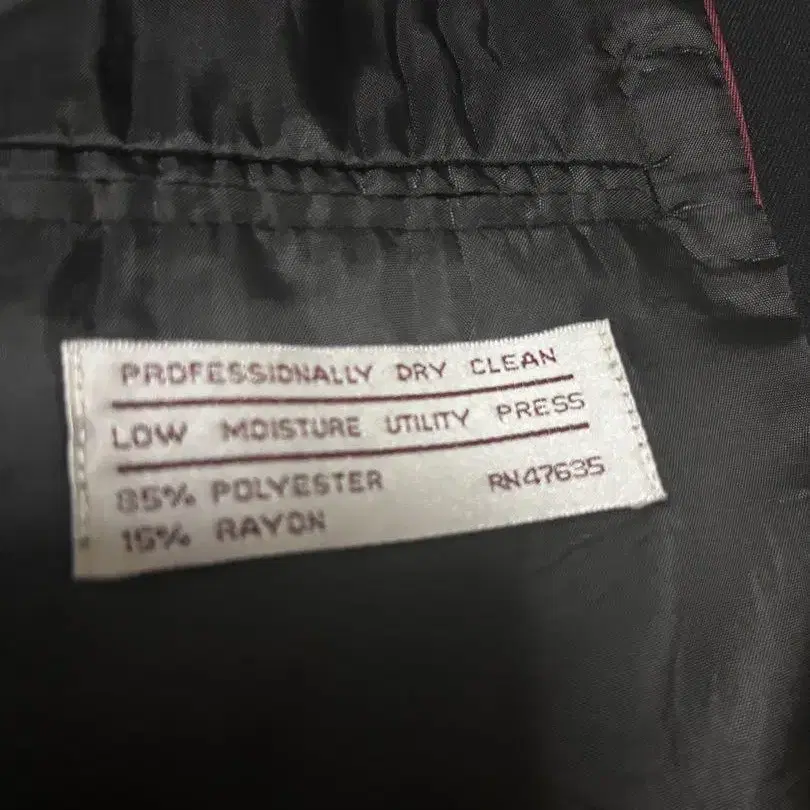 PROFESSIONALLY DRY CLEAN
LOW MOISTURE UTILITY PRESS
85% POLYESTER RN47635
15% RAYON